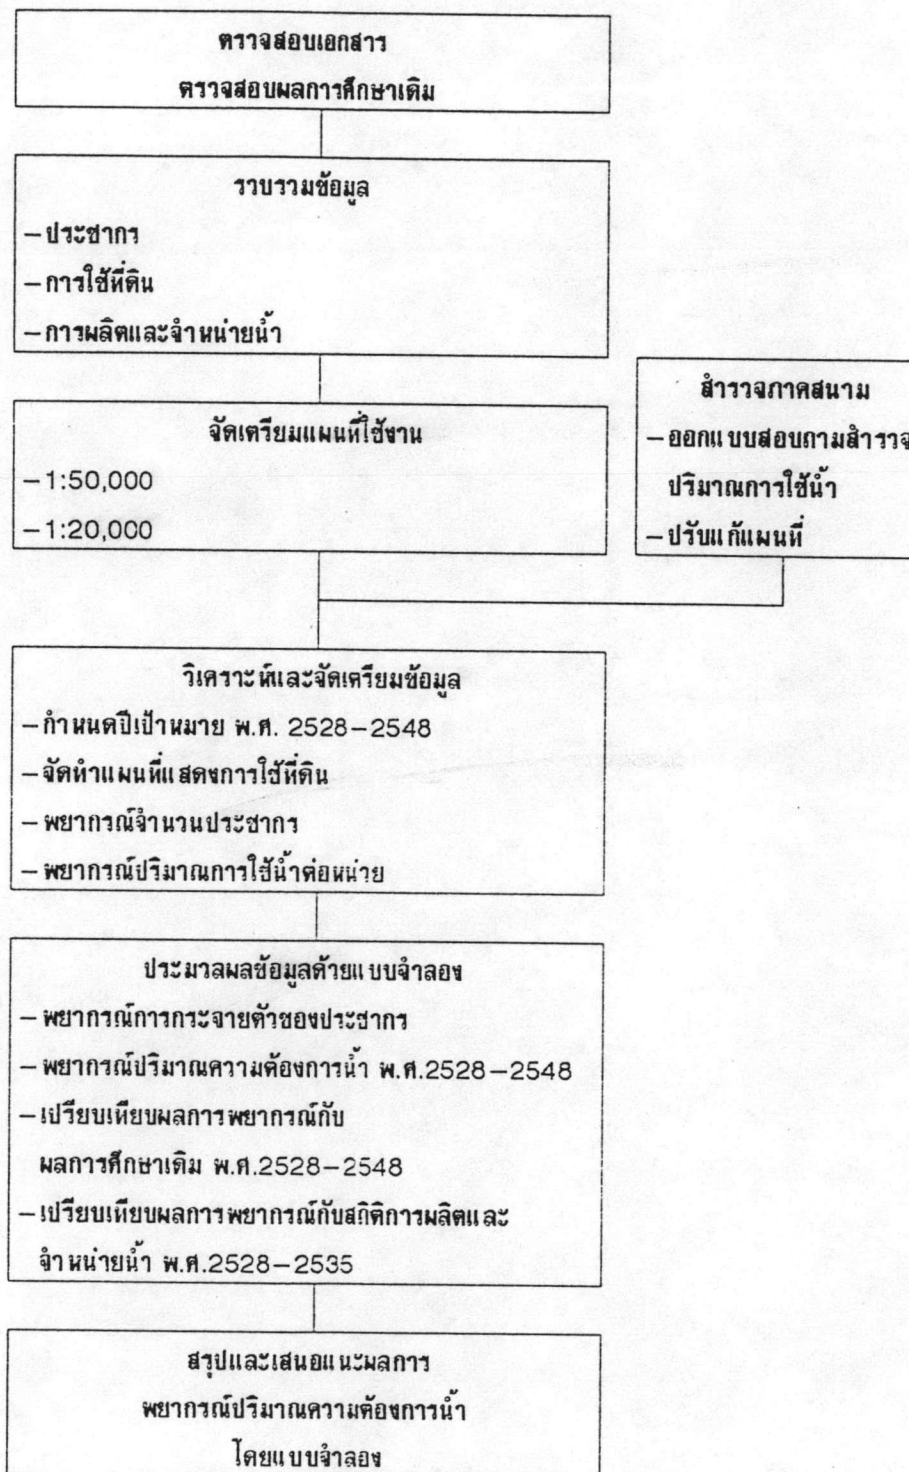 ตรวจสอบเอกสาร
ตรวจสอบผลการศึกษาเดิม
รวบรวมข้อมูล
–ประชากร
–การใช้ที่ดิน
–การผลิตและจำหน่ายน้ำ
จัดเตรียมแผนที่ใช้งาน
–1:50,000
–1:20,000
สำรวจภาคสนาม
–ออกแบบสอบถามสำรวจ
ปริมาณการใช้น้ำ
–ปรับแก้แผนที่
วิเคราะห์และจัดเตรียมข้อมูล
–กำหนดปีเป้าหมาย พ.ศ. 2528–2548
–จัดทำแผนที่แสดงการใช้ที่ดิน
–พยากรณ์จำนวนประชากร
–พยากรณ์ปริมาณการใช้น้ำต่อหน่วย
ประมวลผลข้อมูลด้วยแบบจำลอง
–พยากรณ์การกระจายตัวของประชากร
–พยากรณ์ปริมาณความต้องการน้ำ พ.ศ.2528–2548
–เปรียบเทียบผลการพยากรณ์กับ
ผลการศึกษาเดิม พ.ศ.2528–2548
–เปรียบเทียบผลการพยากรณ์กับสถิติการผลิตและ
จำหน่ายน้ำ พ.ศ.2528–2535
สรุปและเสนอแนะผลการ
พยากรณ์ปริมาณความต้องการน้ำ
โดยแบบจำลอง